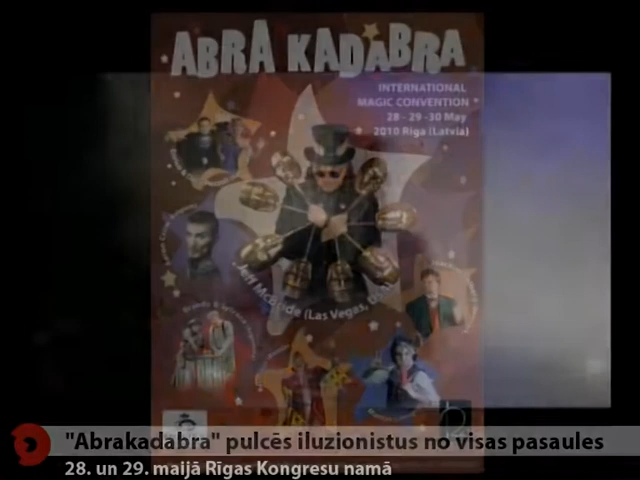 ABRA KADABRA
INTERNATIONAL
MAGIC CONVENTION
28 - 29 - 30 May
2010 Riga (Latvia)
Jeff McBride (Las Vegas, USA)
"Abrakadabra" pulcēs iluzionistus no visas pasaules
28. un 29. maijā Rīgas Kongresu namā